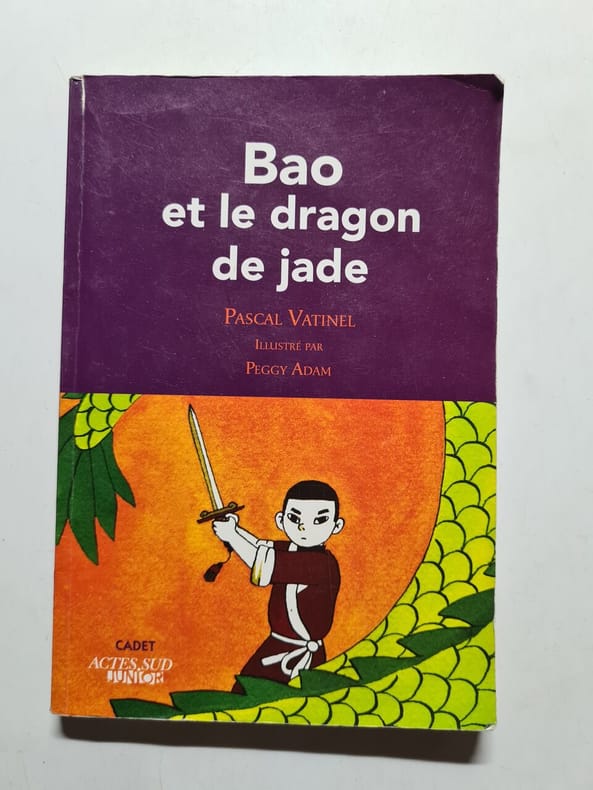 Bao
et le dragon
de jade
Pascal Vatinel
Illustré par
Peggy Adam
CADET
ACTES SUD
JUNIOR